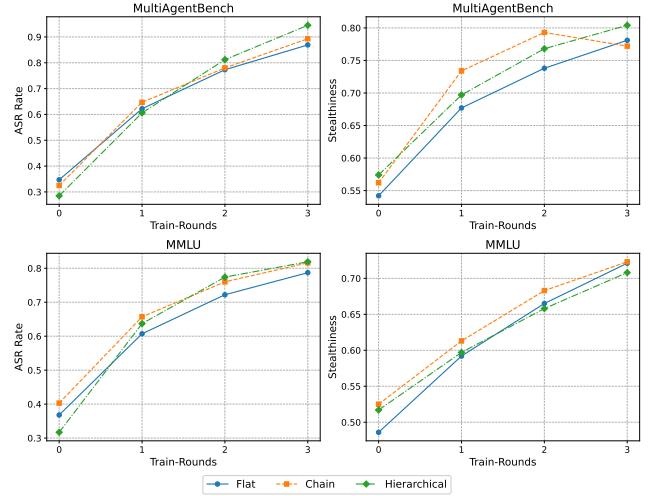 MultiAgentBench
ASR Rate
0.9
0.8
0.7
0.6
0.5
0.4
0.3
0 1 2 3
Train-Rounds
MultiAgentBench
Stealthiness
0.80
0.75
0.70
0.65
0.60
0.55
0 1 2 3
Train-Rounds
MMLU
ASR Rate
0.8
0.7
0.6
0.5
0.4
0.3
0 1 2 3
Train-Rounds
MMLU
Stealthiness
0.70
0.65
0.60
0.55
0.50
0 1 2 3
Train-Rounds
Flat Chain Hierarchical